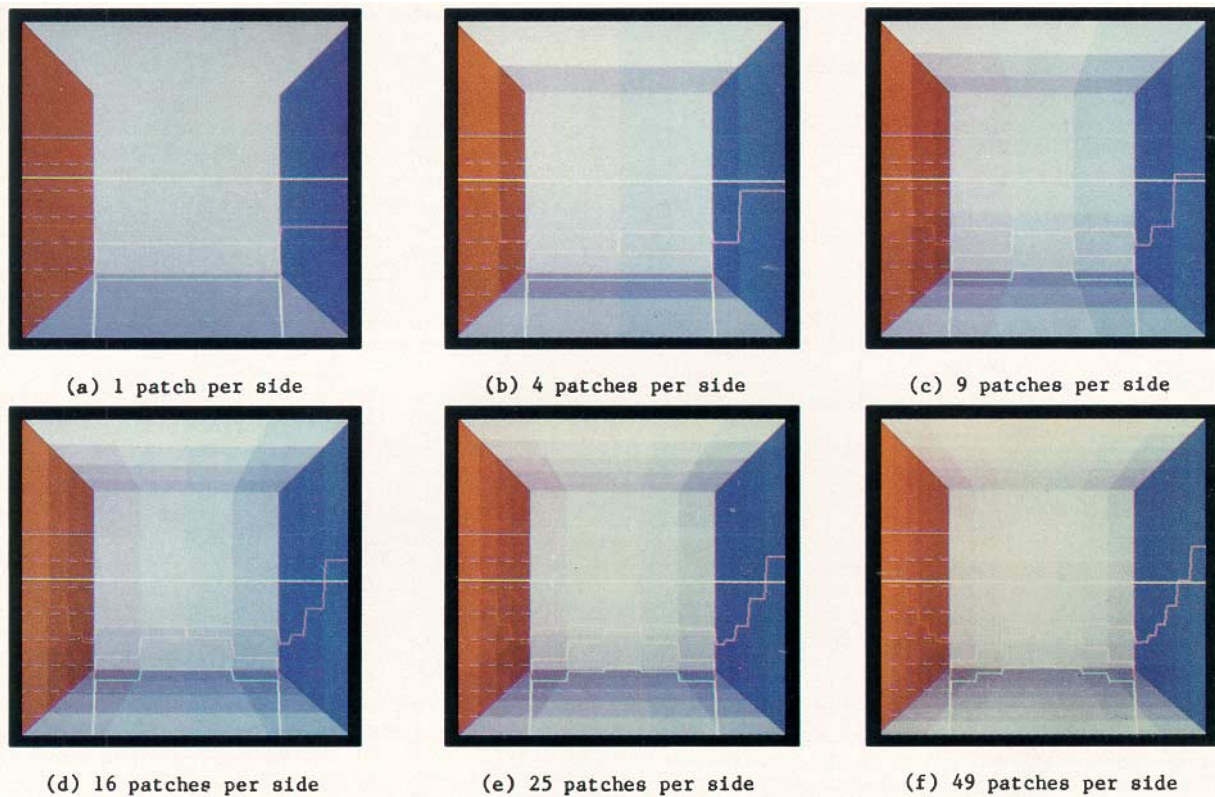 (a) 1 patch per side
(b) 4 patches per side
(c) 9 patches per side
(d) 16 patches per side
(e) 25 patches per side
(f) 49 patches per side